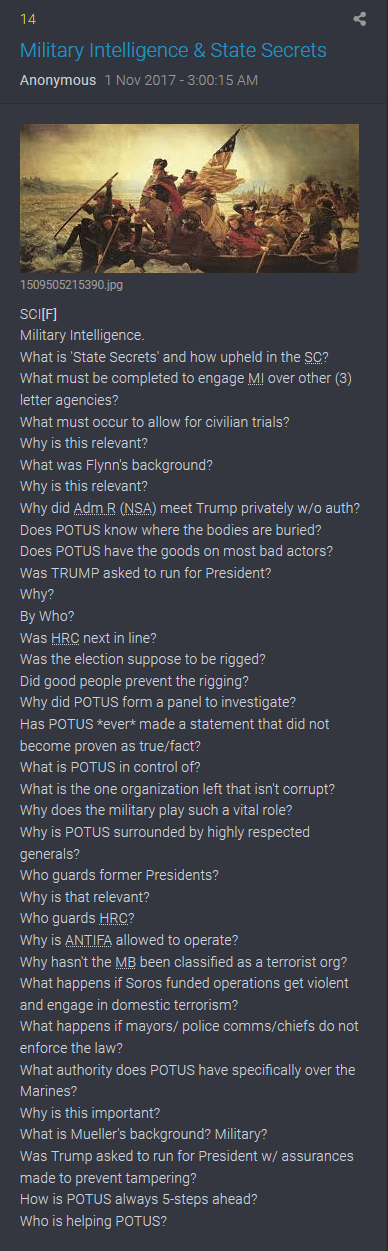 14
Military Intelligence & State Secrets
Anonymous 1 Nov 2017 - 3:00:15 AM
1509505215390.jpg
SCI[F]
Military Intelligence.
What is 'State Secrets' and how upheld in the SC?
What must be completed to engage MI over other (3)
letter agencies?
What must occur to allow for civilian trials?
Why is this relevant?
What was Flynn's background?
Why is this relevant?
Why did Adm R (NSA) meet Trump privately w/o auth?
Does POTUS know where the bodies are buried?
Does POTUS have the goods on most bad actors?
Was TRUMP asked to run for President?
Why?
By Who?
Was HRC next in line?
Was the election suppose to be rigged?
Did good people prevent the rigging?
Why did POTUS form a panel to investigate?
Has POTUS *ever* made a statement that did not
become proven as true/fact?
What is POTUS in control of?
What is the one organization left that isn't corrupt?
Why does the military play such a vital role?
Why is POTUS surrounded by highly respected
generals?
Who guards former Presidents?
Why is that relevant?
Who guards HRC?
Why is ANTIFA allowed to operate?
Why hasn't the MB been classified as a terrorist org?
What happens if Soros funded operations get violent
and engage in domestic terrorism?
What happens if mayors/ police comms/chiefs do not
enforce the law?
What authority does POTUS have specifically over the
Marines?
Why is this important?
What is Mueller's background? Military?
Was Trump asked to run for President w/ assurances
made to prevent tampering?
How is POTUS always 5-steps ahead?
Who is helping POTUS?